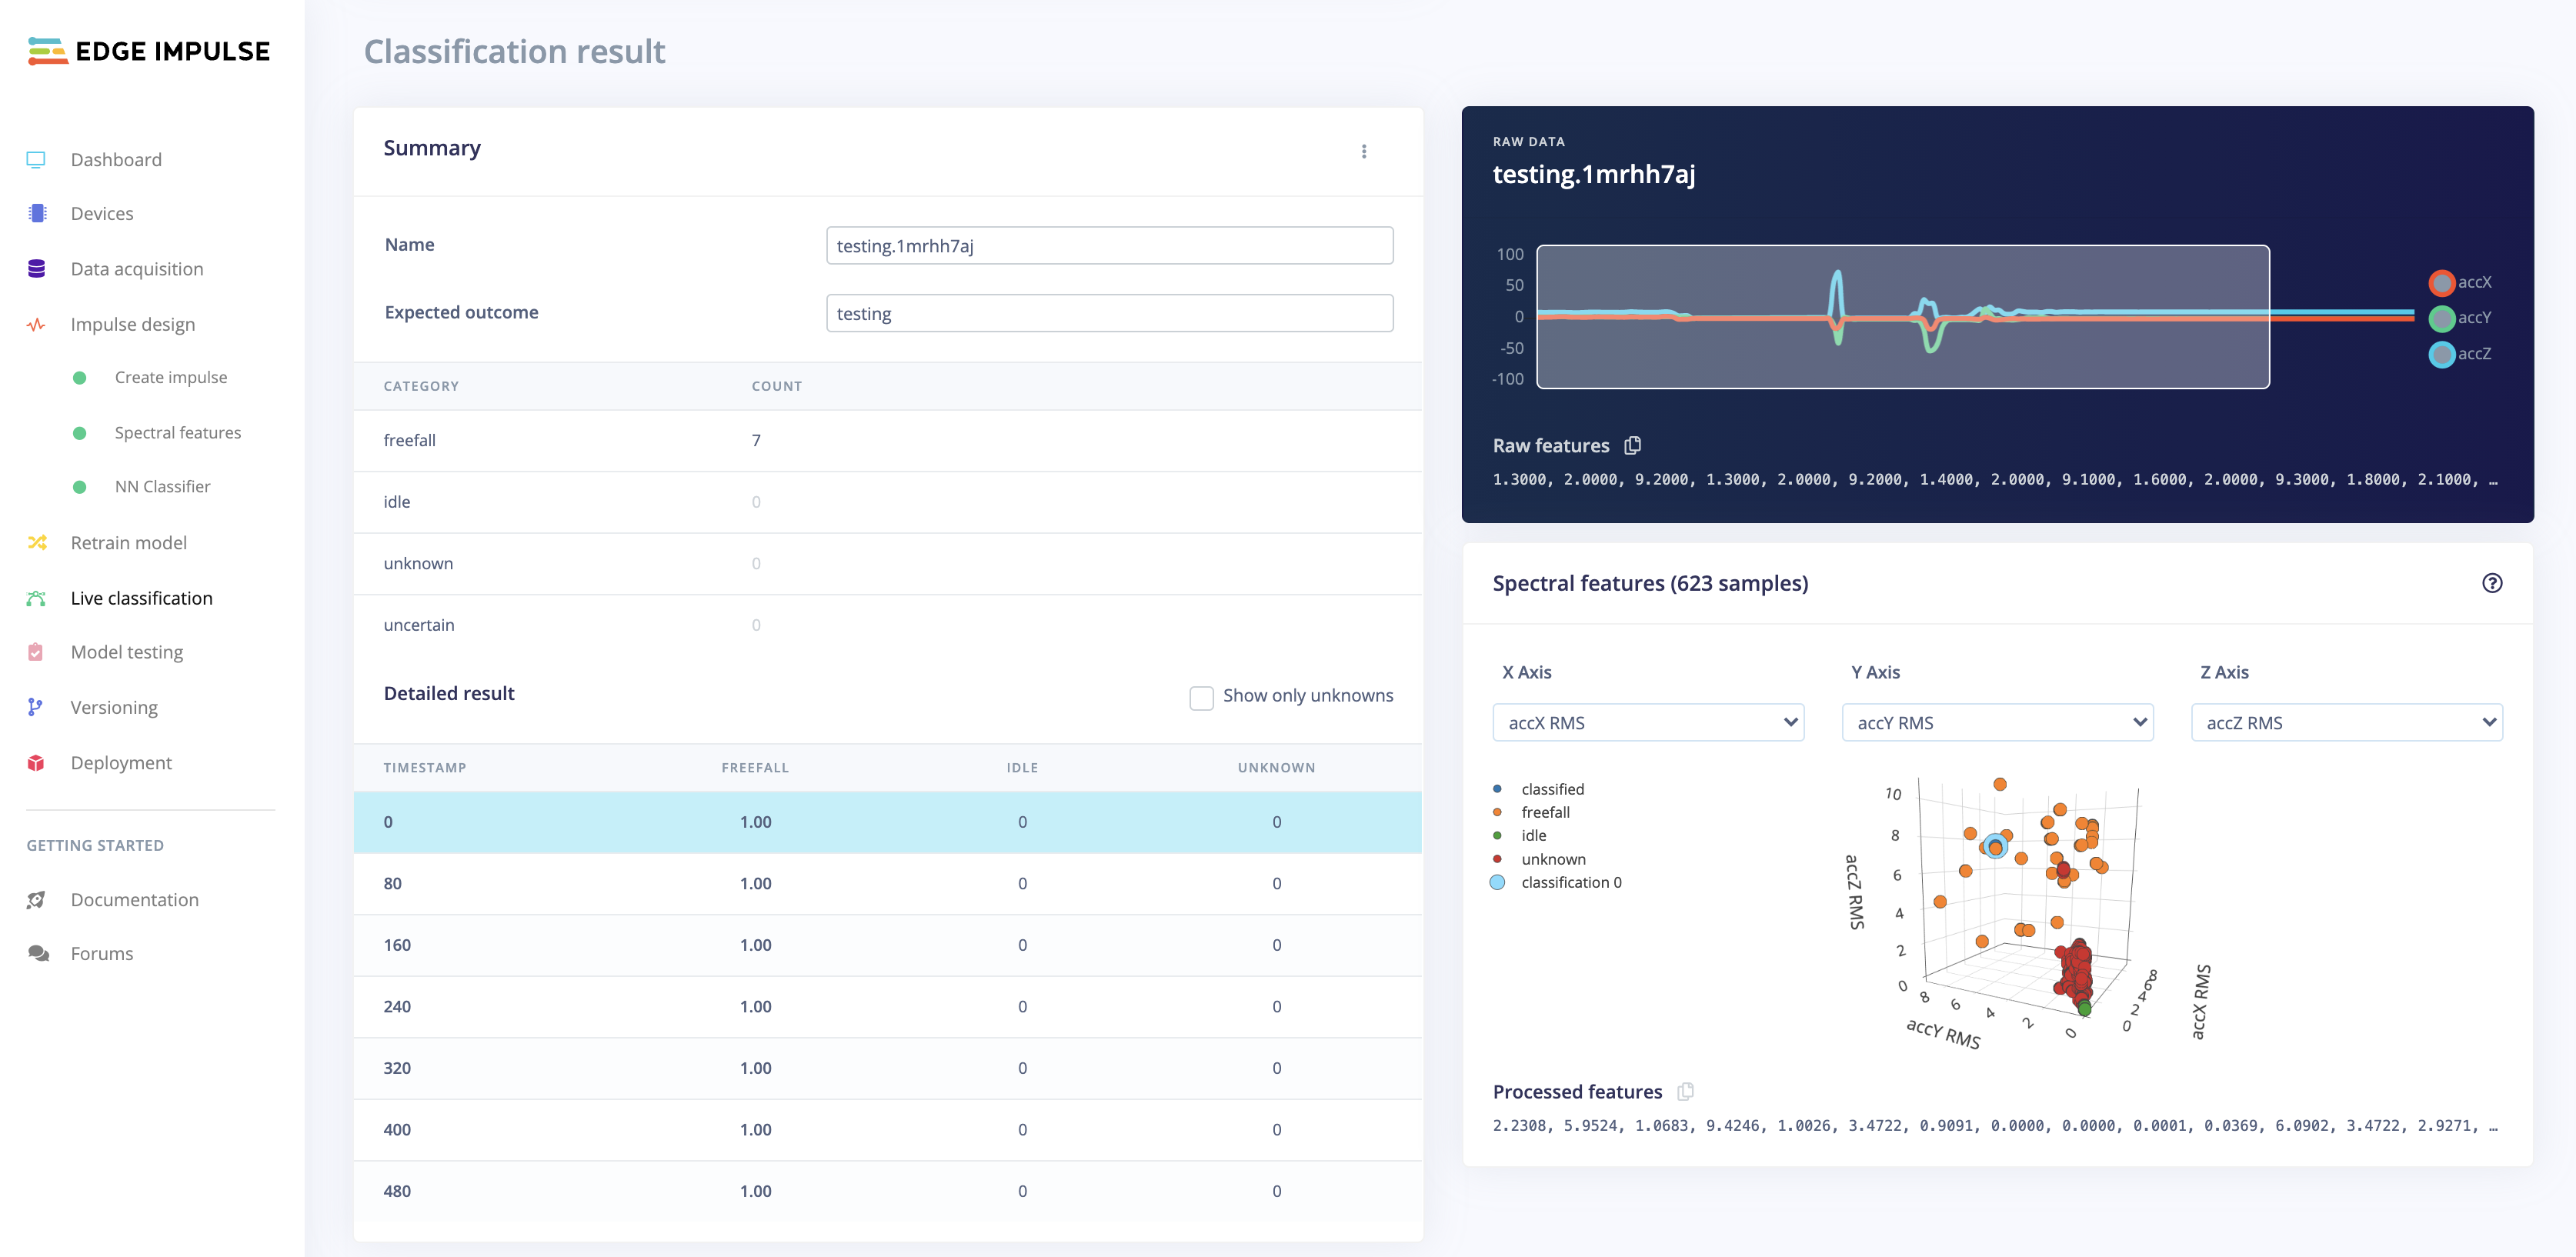 EDGE IMPULSE
Dashboard
Devices
Data acquisition
Impulse design
Create impulse
Spectral features
NN Classifier
Retrain model
Live classification
Model testing
Versioning
Deployment
GETTING STARTED
Documentation
Forums
Classification result
Summary
Name testing.1mrhh7aj
Expected outcome testing
CATEGORY COUNT
freefall 7
idle 0
unknown 0
uncertain 0
Detailed result Show only unknowns
TIMESTAMP FREEFALL IDLE UNKNOWN
0 1.00 0 0
80 1.00 0 0
160 1.00 0 0
240 1.00 0 0
320 1.00 0 0
400 1.00 0 0
480 1.00 0 0
RAW DATA
testing.1mrhh7aj
100
50
0
-50
-100
accX
accY
accZ
Raw features
1.3000, 2.0000, 9.2000, 1.3000, 2.0000, 9.2000, 1.4000, 2.0000, 9.1000, 1.6000, 2.0000, 9.3000, 1.8000, 2.1000, …
Spectral features (623 samples)
X Axis Y Axis Z Axis
accX RMS accY RMS accZ RMS
classified
freefall
idle
unknown
classification 0
10
8
6
4
2
0
accZ RMS
8 6 4 2 0
accY RMS
8
6
4
2
0
accX RMS
Processed features
2.2308, 5.9524, 1.0683, 9.4246, 1.0026, 3.4722, 0.9091, 0.0000, 0.0000, 0.0001, 0.0369, 6.0902, 3.4722, 2.9271, …